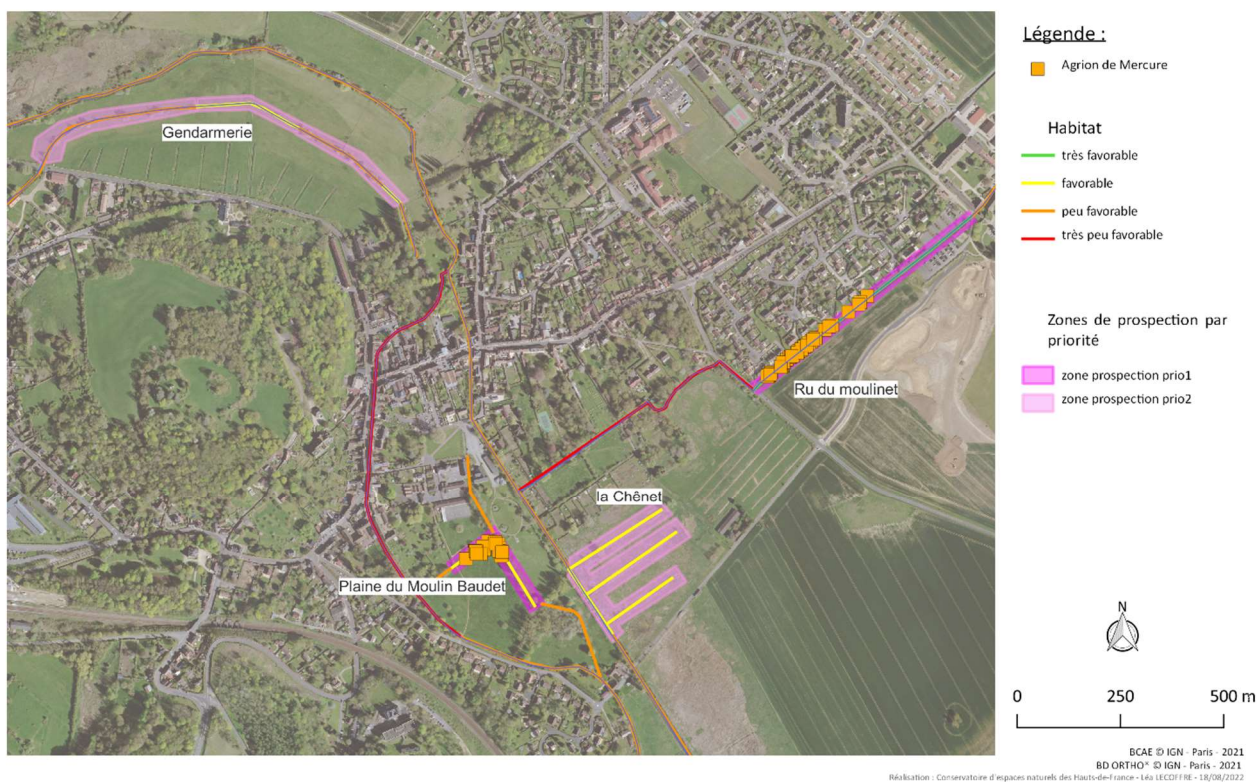 Gendarmerie
Ru du moulinet
la Chênet
Plaine du Moulin Baudet
Légende :
Agrion de Mercure
Habitat
très favorable
favorable
peu favorable
très peu favorable
Zones de prospection par
priorité
zone prospection prio1
zone prospection prio2
N
0 250 500 m
BCAE © IGN - Paris - 2021
BD ORTHO® © IGN - Paris - 2021
Réalisation : Conservatoire d'espaces naturels des Hauts-de-France - Léa LECOFFRE - 18/08/2022